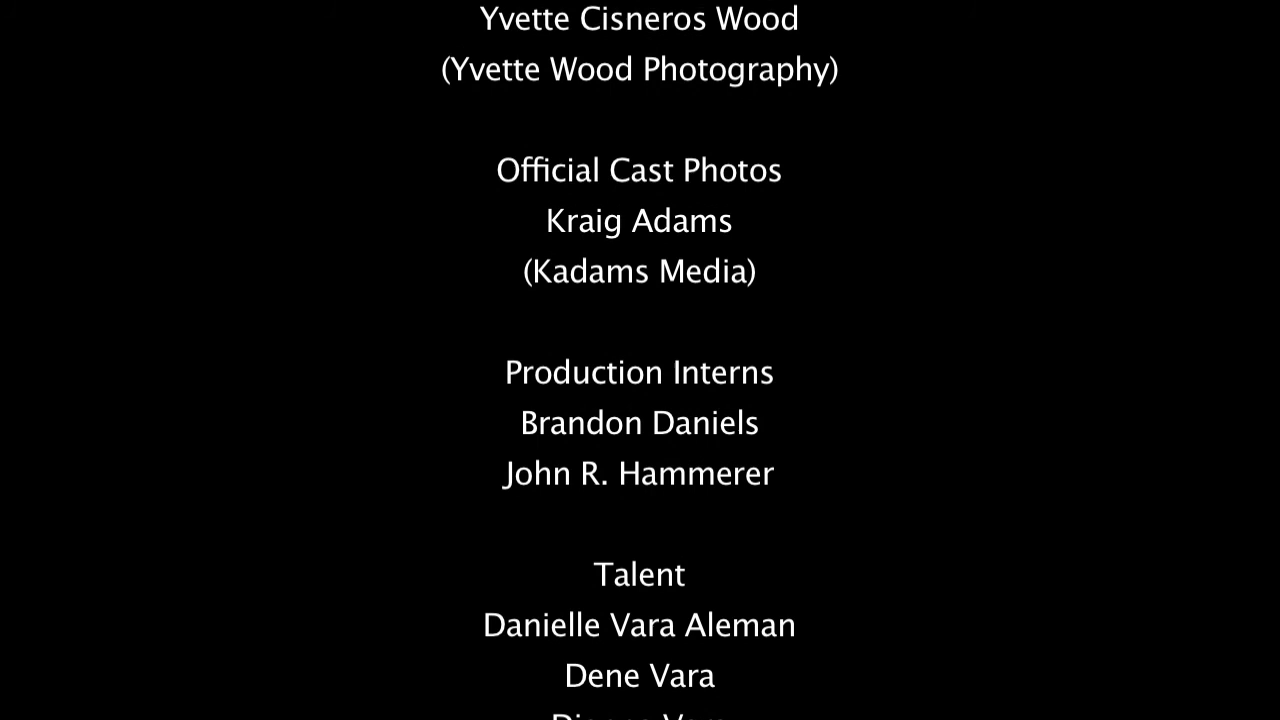 Yvette Cisneros Wood
(Yvette Wood Photography)
Official Cast Photos
Kraig Adams
(Kadams Media)
Production Interns
Brandon Daniels
John R. Hammerer
Talent
Danielle Vara Aleman
Dene Vara